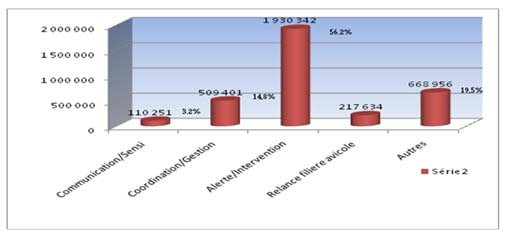 2 000 000
1 500 000
1 000 000
500 000
0
110 251
3.2%
509 401
14,8%
1 930 342
56.2%
217 634
668 956
19,5%
Communication/Sensi
Coordination/Gestion
Alerte/Intervention
Relance filiere avicole
Autres
Série2